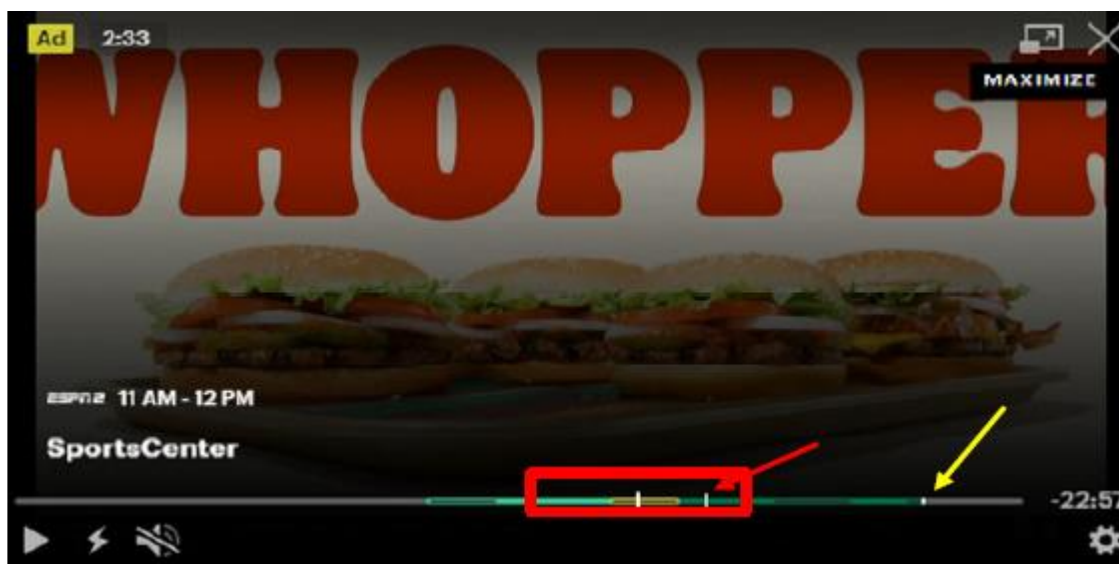 Ad 2:33
MAXIMIZE
WHOPPER
ESPN2 11 AM - 12 PM
SportsCenter
-22:57